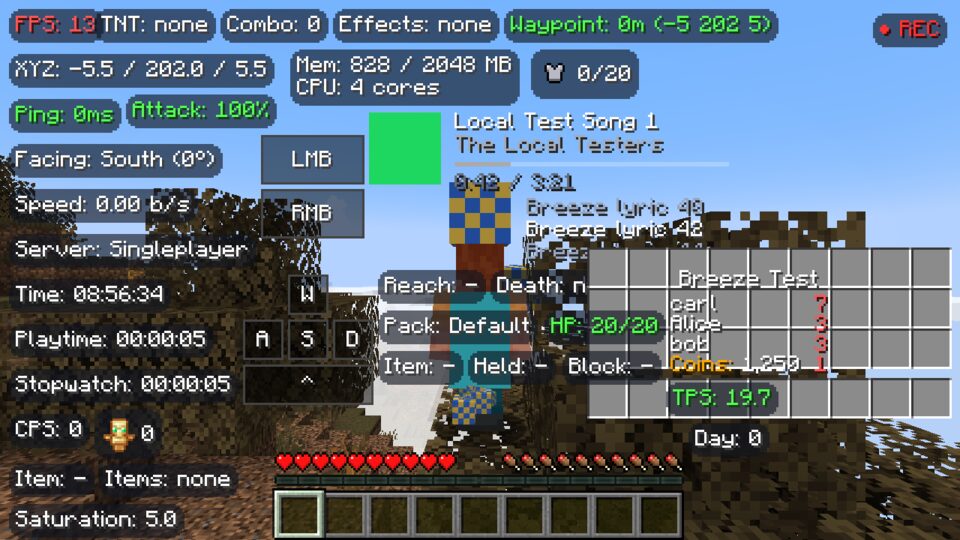 FPS: 13 TNT: none Combo: 0 Effects: none Waypoint: 0m (-5 202 5) REC
XYZ: -5.5 / 202.0 / 5.5 Mem: 828 / 2048 MB 0/20
CPU: 4 cores
Ping: 0ms Attack: 100%
Local Test Song 1
The Local Testers
Facing: South (0°) LMB
0:42 / 3:21
Speed: 0.00 b/s RMB
Breeze lyric 42
Server: Singleplayer
Breeze
Breeze Test
Time: 08:56:34 W Reach: - Death: n
carl 7
Alice 3
Playtime: 00:00:05 A S D Pack: Default HP: 20/20
bob 3
Coins: 1,250 1
Item: - Held: - Block: -
Stopwatch: 00:00:05 ^
TPS: 19.7
CPS: 0 0
Day: 0
Item: - Items: none
Saturation: 5.0